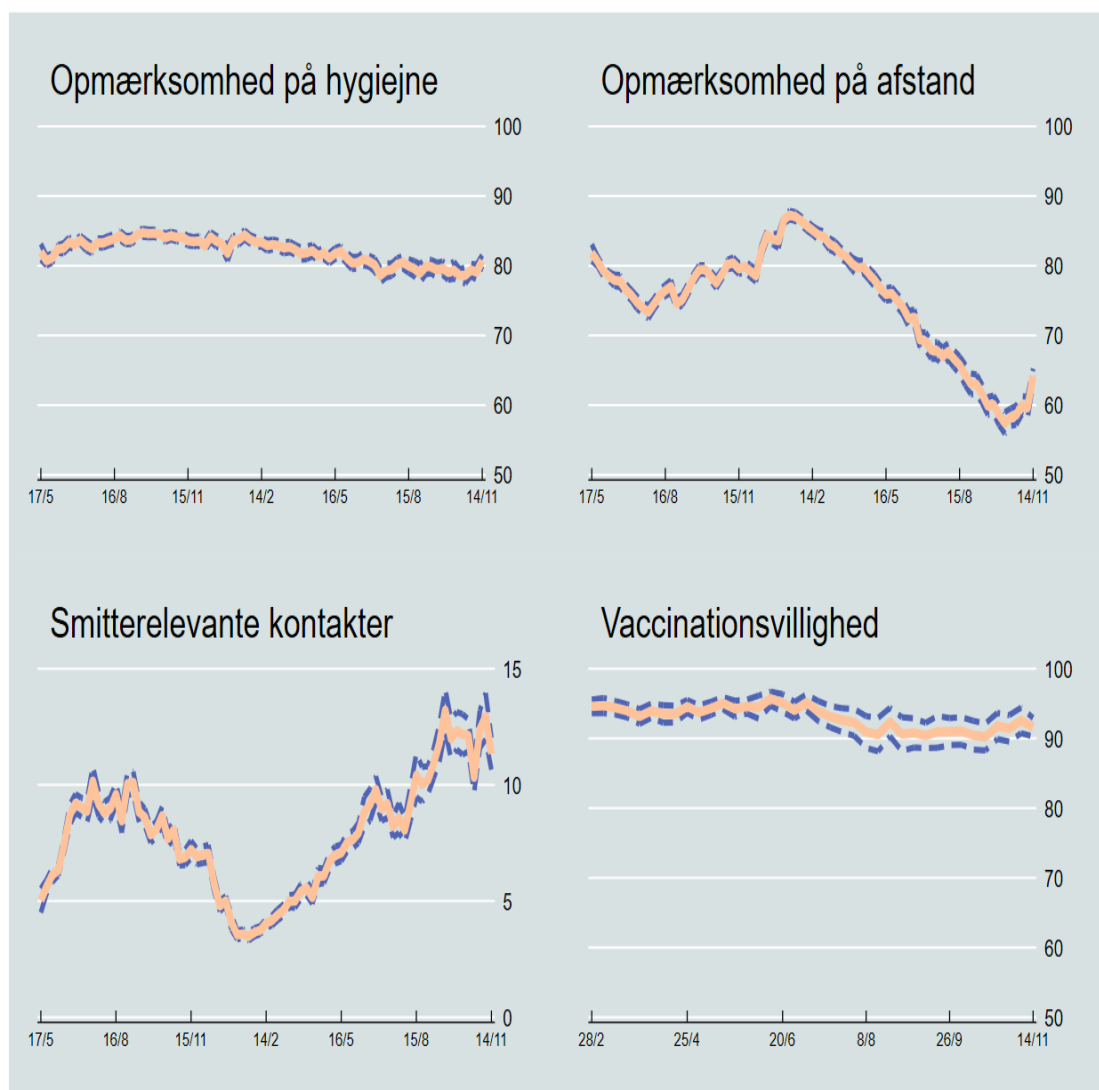 Opmærksomhed på hygiejne
100
90
80
70
60
50
17/5 16/8 15/11 14/2 16/5 15/8 14/11
Opmærksomhed på afstand
100
90
80
70
60
50
17/5 16/8 15/11 14/2 16/5 15/8 14/11
Smitterelevante kontakter
15
10
5
0
17/5 16/8 15/11 14/2 16/5 15/8 14/11
Vaccinationsvillighed
100
90
80
70
60
50
28/2 25/4 20/6 8/8 26/9 14/11